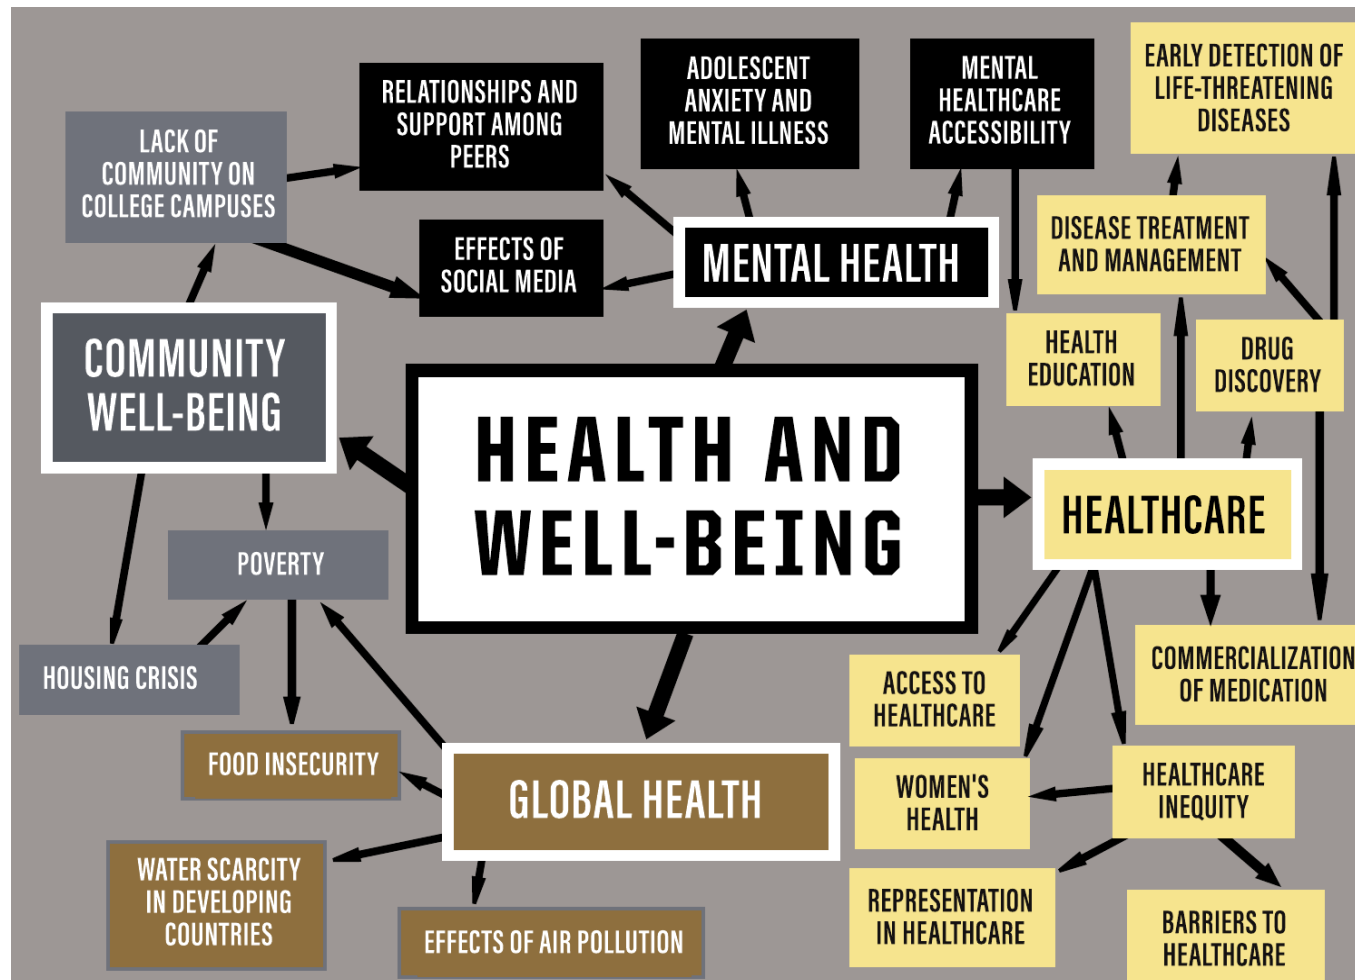 LACK OF
COMMUNITY ON
COLLEGE CAMPUSES
RELATIONSHIPS AND
SUPPORT AMONG
PEERS
EFFECTS OF
SOCIAL MEDIA
ADOLESCENT
ANXIETY AND
MENTAL ILLNESS
MENTAL
HEALTHCARE
ACCESSIBILITY
EARLY DETECTION OF
LIFE-THREATENING
DISEASES
MENTAL HEALTH
DISEASE TREATMENT
AND MANAGEMENT
HEALTH
EDUCATION
DRUG
DISCOVERY
COMMUNITY
WELL-BEING
HEALTH AND
WELL-BEING
HEALTHCARE
POVERTY
HOUSING CRISIS
FOOD INSECURITY
GLOBAL HEALTH
WATER SCARCITY
IN DEVELOPING
COUNTRIES
EFFECTS OF AIR POLLUTION
ACCESS TO
HEALTHCARE
COMMERCIALIZATION
OF MEDICATION
WOMEN'S
HEALTH
HEALTHCARE
INEQUITY
REPRESENTATION
IN HEALTHCARE
BARRIERS TO
HEALTHCARE